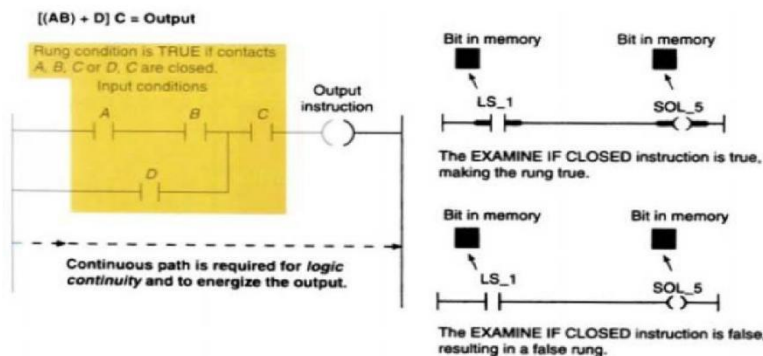 [(AB) + D] C = Output
Rung condition is TRUE if contacts
A, B, C or D, C are closed.
Input conditions
Output
instruction
A
B
C
D
Continuous path is required for logic
continuity and to energize the output.
Bit in memory
Bit in memory
LS_1
SOL_5
The EXAMINE IF CLOSED instruction is true,
making the rung true.
Bit in memory
Bit in memory
LS_1
SOL_5
The EXAMINE IF CLOSED instruction is false
resulting in a false rung.